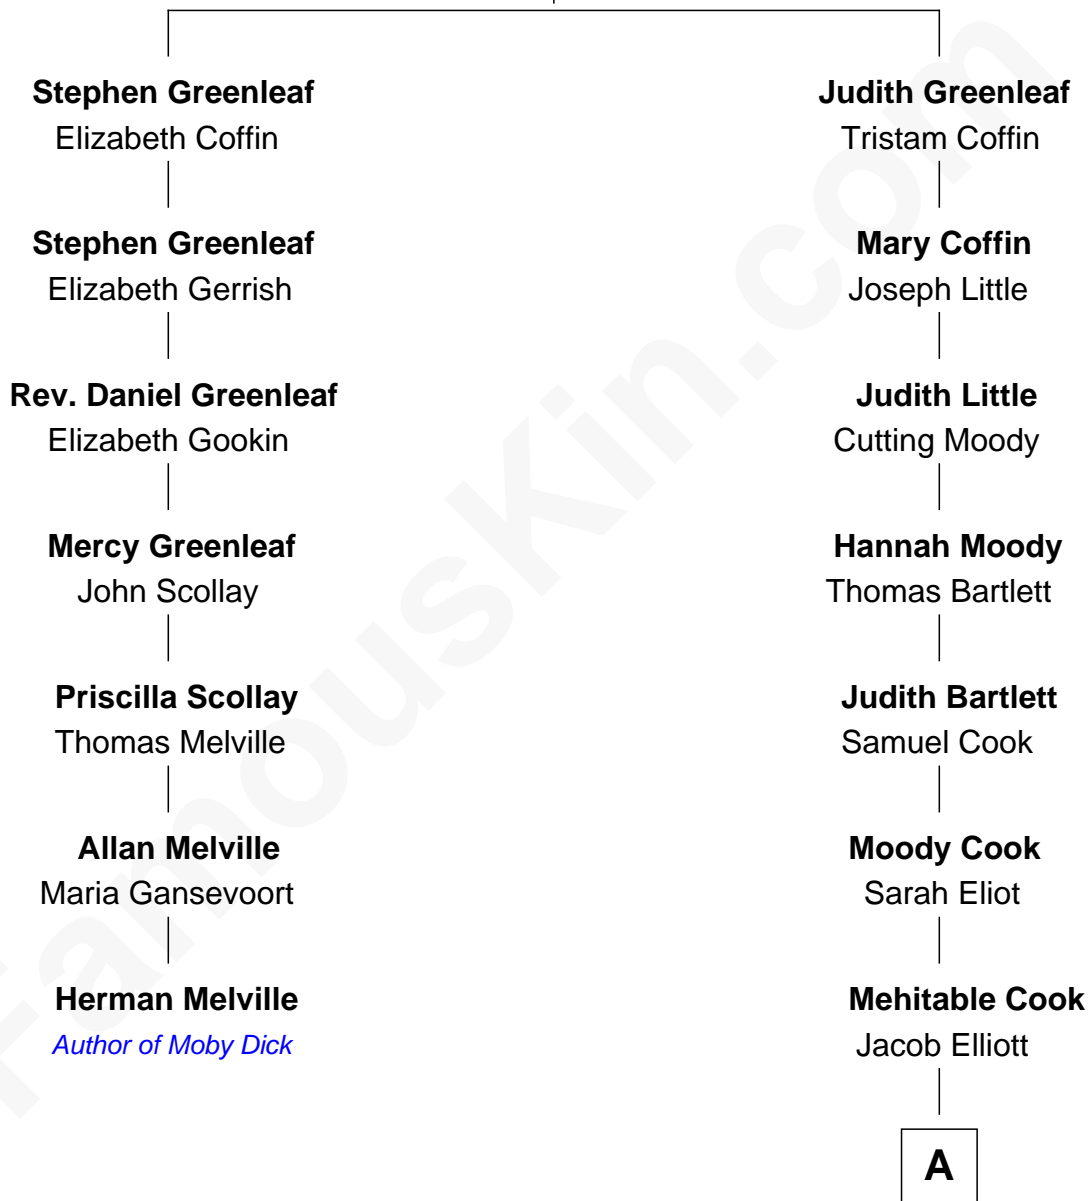 Stephen Greenleaf
Elizabeth Coffin
Stephen Greenleaf
Elizabeth Gerrish
Rev. Daniel Greenleaf
Elizabeth Gookin
Mercy Greenleaf
John Scollay
Priscilla Scollay
Thomas Melville
Allan Melville
Maria Gansevoort
Herman Melville
Author of Moby Dick
Judith Greenleaf
Tristam Coffin
Mary Coffin
Joseph Little
Judith Little
Cutting Moody
Hannah Moody
Thomas Bartlett
Judith Bartlett
Samuel Cook
Moody Cook
Sarah Eliot
Mehitable Cook
Jacob Elliott
A
FamousKin.com